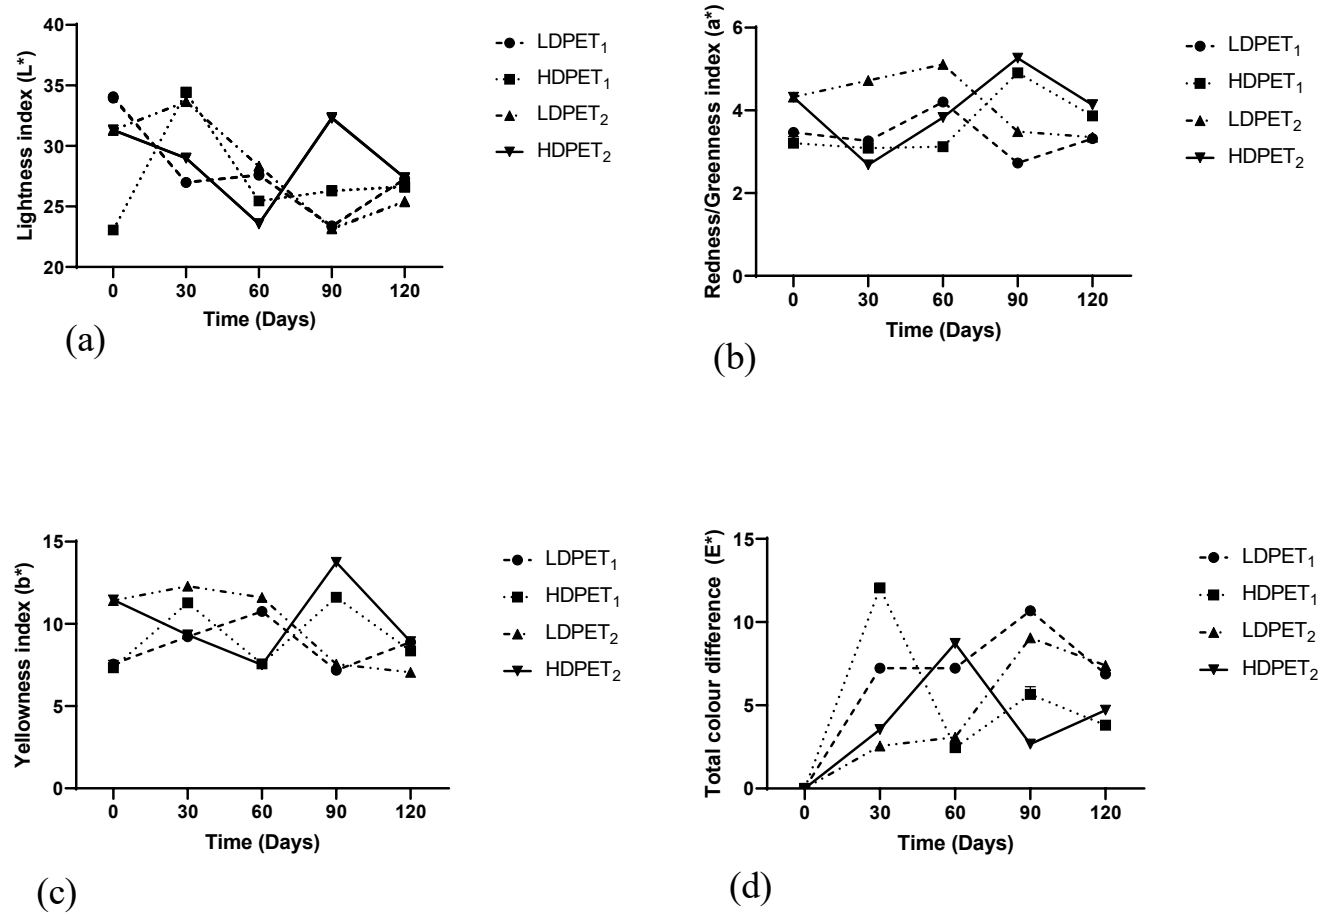 Lightness index (L*)
40
35
30
25
20
0 30 60 90 120
Time (Days)
LDPET1
HDPET1
LDPET2
HDPET2
(a)
Redness/Greenness index (a*)
6
4
2
0
0 30 60 90 120
Time (Days)
LDPET1
HDPET1
LDPET2
HDPET2
(b)
Yellowness index (b*)
15
10
5
0
0 30 60 90 120
Time (Days)
LDPET1
HDPET1
LDPET2
HDPET2
(c)
Total colour difference (E*)
15
10
5
0
0 30 60 90 120
Time (Days)
LDPET1
HDPET1
LDPET2
HDPET2
(d)